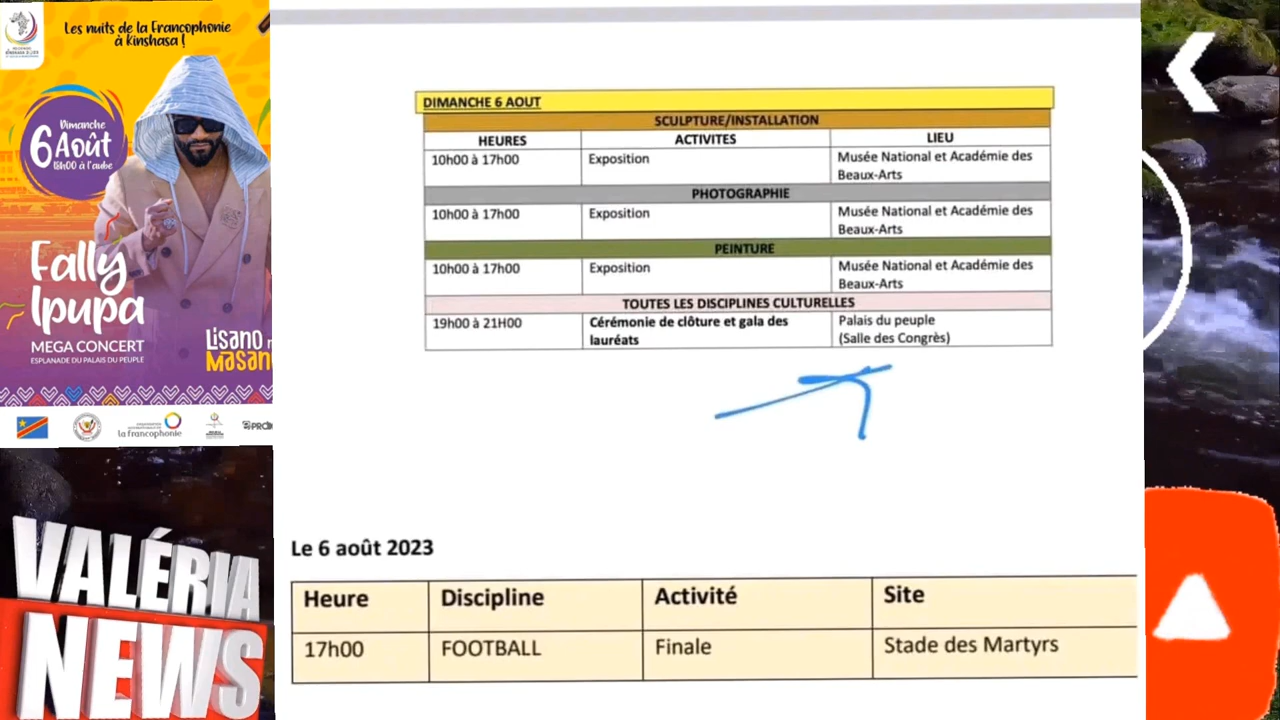 Les nuits de la Francophonie
à Kinshasa !
Dimanche
6 Août
18h00 à l'aube
Fally
Ipupa
MEGA CONCERT
ESPLANADE DU PALAIS DU PEUPLE
Lisano
Masano
la francophonie
VALÉRIA
NEWS
DIMANCHE 6 AOUT
SCULPTURE/INSTALLATION
HEURES ACTIVITES LIEU
10h00 à 17h00 Exposition Musée National et Académie des
Beaux-Arts
PHOTOGRAPHIE
10h00 à 17h00 Exposition Musée National et Académie des
Beaux-Arts
PEINTURE
10h00 à 17h00 Exposition Musée National et Académie des
Beaux-Arts
TOUTES LES DISCIPLINES CULTURELLES
19h00 à 21H00 Cérémonie de clôture et gala des Palais du peuple
lauréats (Salle des Congrès)
Le 6 août 2023
Heure Discipline Activité Site
17h00 FOOTBALL Finale Stade des Martyrs